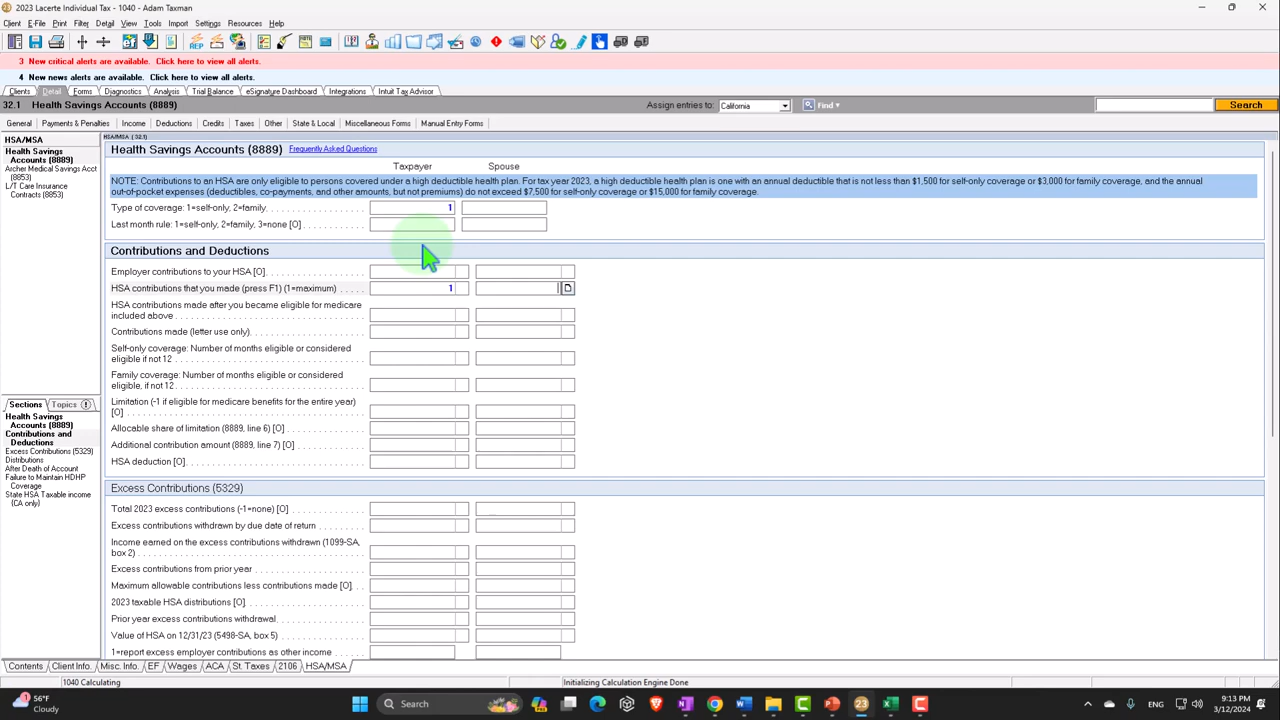 2023 Lacerte Individual Tax - 1040 - Adam Taxman
Client E-File Print Filter Detail View Tools Import Settings Resources Help
3 New critical alerts are available. Click here to view all alerts.
4 New news alerts are available. Click here to view all alerts.
Clients Detail Forms Diagnostics Analysis Trial Balance eSignature Dashboard Integrations Intuit Tax Advisor
32.1 Health Savings Accounts (8889) Assign entries to: California Find Search
General Payments & Penalties Income Deductions Credits Taxes Other State & Local Miscellaneous Forms Manual Entry Forms
HSA/MSA
Health Savings
Accounts (8889)
Archer Medical Savings Acct
(8853)
L/T Care Insurance
Contracts (8853)
Sections Topics
Health Savings
Accounts (8889)
Contributions and
Deductions
Excess Contributions (5329)
Distributions
After Death of Account
Failure to Maintain HDHP
Coverage
State HSA Taxable income
(CA only)
HSA/MSA (32.1)
Health Savings Accounts (8889) Frequently Asked Questions
Taxpayer Spouse
NOTE: Contributions to an HSA are only eligible to persons covered under a high deductible health plan. For tax year 2023, a high deductible health plan is one with an annual deductible that is not less than $1,500 for self-only coverage or $3,000 for family coverage, and the annual
out-of-pocket expenses (deductibles, co-payments, and other amounts, but not premiums) do not exceed $7,500 for self-only coverage or $15,000 for family coverage.
Type of coverage: 1=self-only, 2=family 1
Last month rule: 1=self-only, 2=family, 3=none [O]
Contributions and Deductions
Employer contributions to your HSA [O]
HSA contributions that you made (press F1) (1=maximum) 1
HSA contributions made after you became eligible for medicare
included above
Contributions made (letter use only)
Self-only coverage: Number of months eligible or considered
eligible if not 12
Family coverage: Number of months eligible or considered
eligible, if not 12
Limitation (-1 if eligible for medicare benefits for the entire year)
[O]
Allocable share of limitation (8889, line 6) [O]
Additional contribution amount (8889, line 7) [O]
HSA deduction [O]
Excess Contributions (5329)
Total 2023 excess contributions (-1=none) [O]
Excess contributions withdrawn by due date of return
Income earned on the excess contributions withdrawn (1099-SA,
box 2)
Excess contributions from prior year
Maximum allowable contributions less contributions made [O]
2023 taxable HSA distributions [O]
Prior year excess contributions withdrawal
Value of HSA on 12/31/23 (5498-SA, box 5)
1=report excess employer contributions as other income
Contents Client Info. Misc. Info. EF Wages ACA St. Taxes 2106 HSA/MSA
1040 Calculating Initializing Calculation Engine Done
56°F
Cloudy
Search
ENG
9:13 PM
3/12/2024